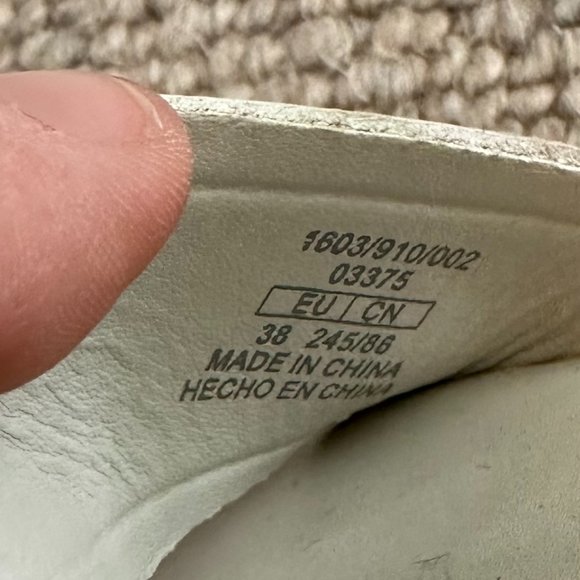 1603/910/002
03375
EU CN
38 245/86
MADE IN CHINA
HECHO EN CHINA